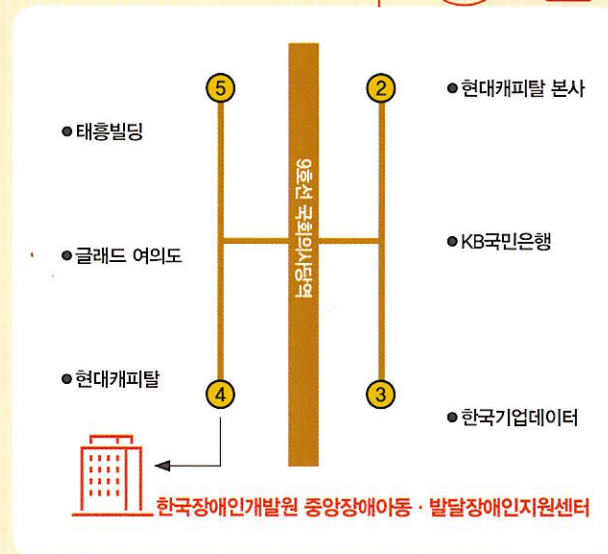 5
2
현대캐피탈 본사
태흥빌딩
9호선 국회의사당역
KB국민은행
글래드 여의도
현대캐피탈
4
3
한국기업데이터
한국장애인개발원 중앙장애아동 · 발달장애인지원센터